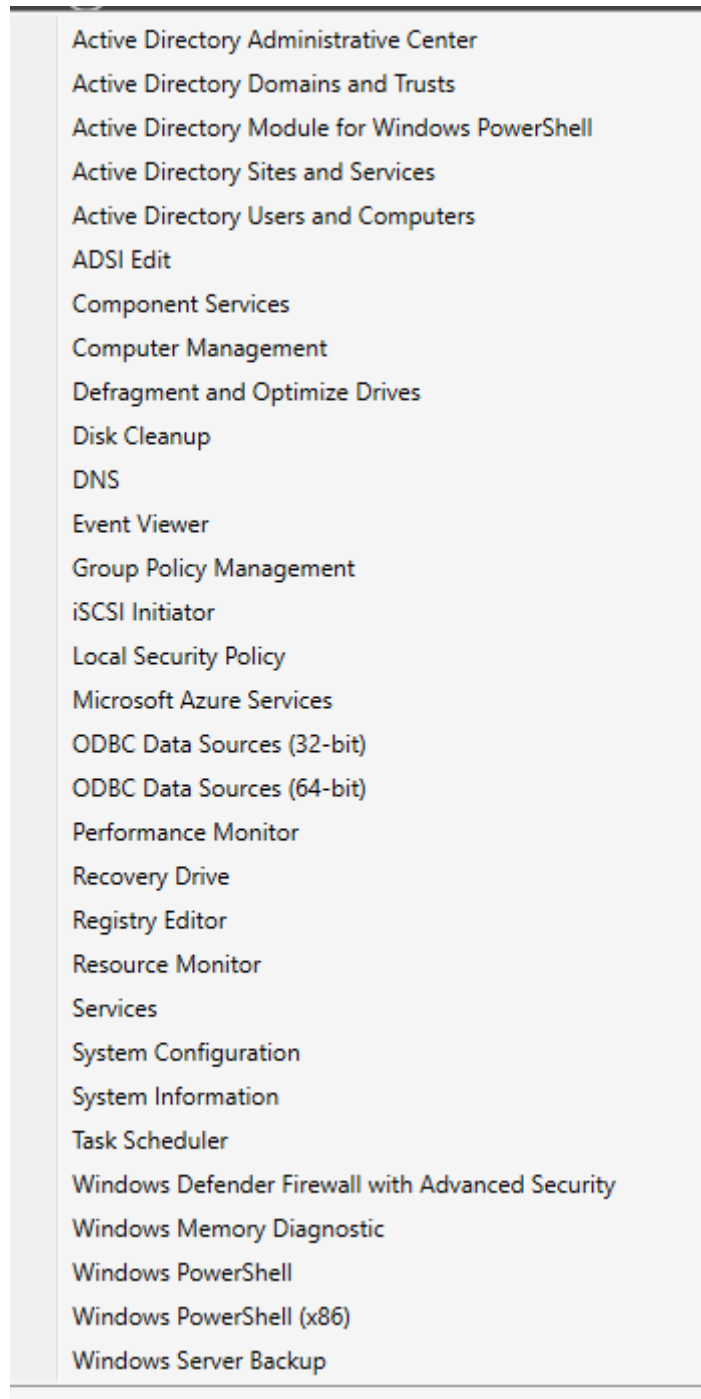 Active Directory Administrative Center
Active Directory Domains and Trusts
Active Directory Module for Windows PowerShell
Active Directory Sites and Services
Active Directory Users and Computers
ADSI Edit
Component Services
Computer Management
Defragment and Optimize Drives
Disk Cleanup
DNS
Event Viewer
Group Policy Management
iSCSI Initiator
Local Security Policy
Microsoft Azure Services
ODBC Data Sources (32-bit)
ODBC Data Sources (64-bit)
Performance Monitor
Recovery Drive
Registry Editor
Resource Monitor
Services
System Configuration
System Information
Task Scheduler
Windows Defender Firewall with Advanced Security
Windows Memory Diagnostic
Windows PowerShell
Windows PowerShell (x86)
Windows Server Backup